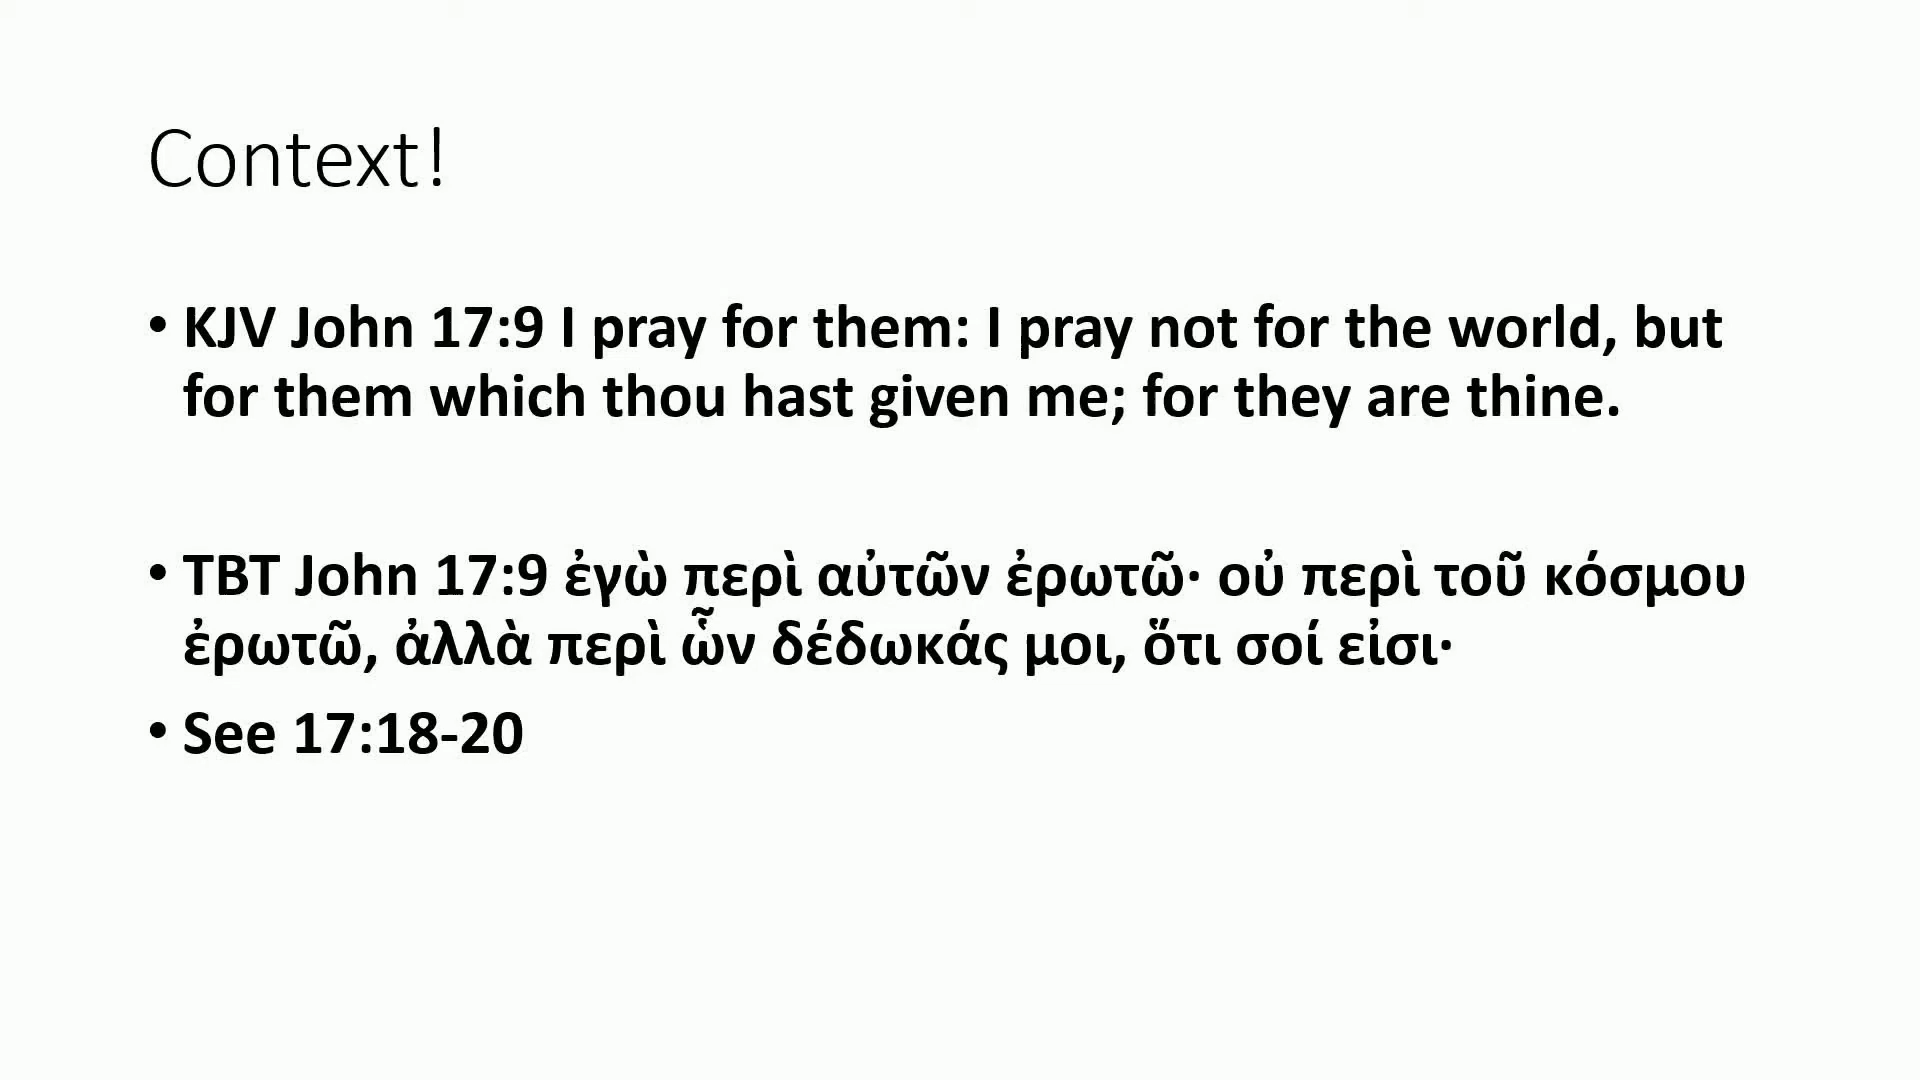 Context!
• KJV John 17:9 I pray for them: I pray not for the world, but
for them which thou hast given me; for they are thine.
• TBT John 17:9 ἐγὼ περὶ αὐτῶν ἐρωτῶ· οὐ περὶ τοῦ κόσμου
ἐρωτῶ, ἀλλὰ περὶ ὧν δέδωκάς μοι, ὅτι σοί εἰσι·
• See 17:18-20